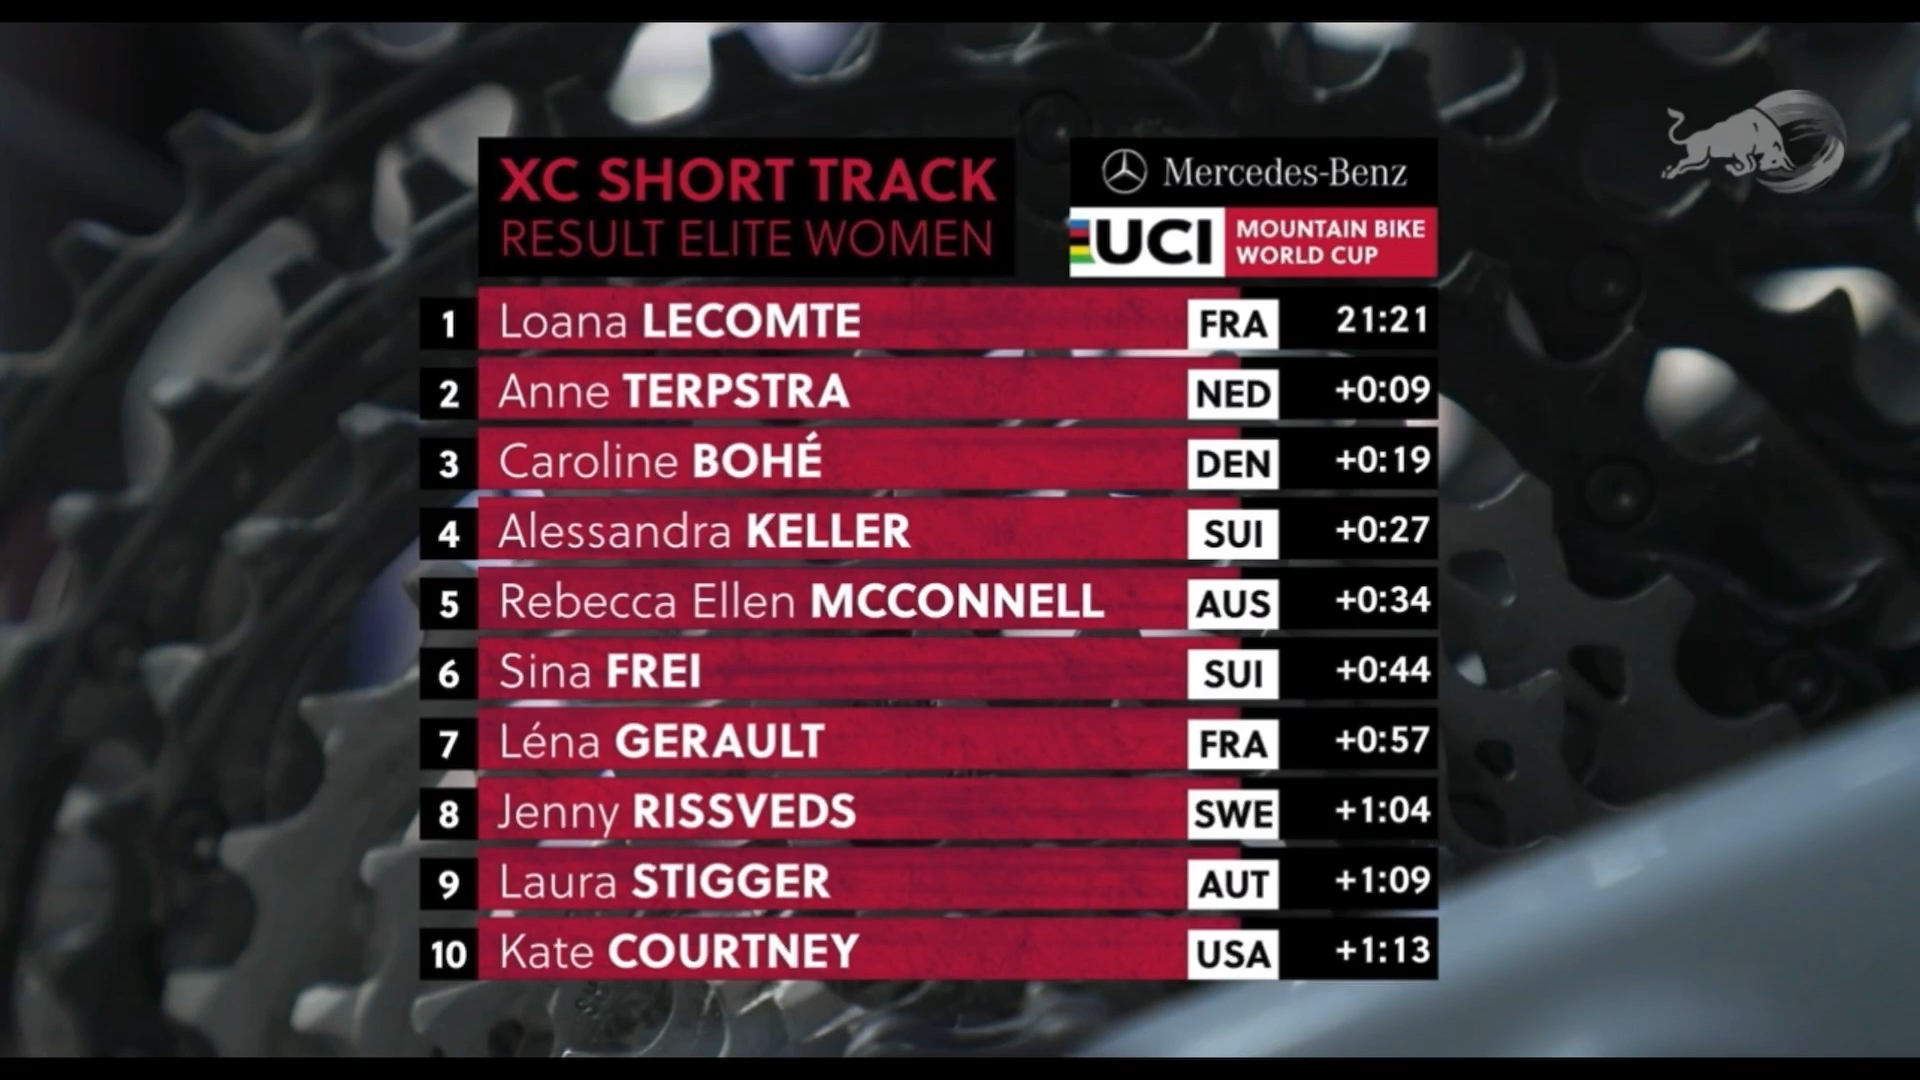 XC SHORT TRACK
RESULT ELITE WOMEN
Mercedes-Benz
UCI MOUNTAIN BIKE
WORLD CUP
1 Loana LECOMTE FRA 21:21
2 Anne TERPSTRA NED +0:09
3 Caroline BOHÉ DEN +0:19
4 Alessandra KELLER SUI +0:27
5 Rebecca Ellen MCCONNELL AUS +0:34
6 Sina FREI SUI +0:44
7 Léna GERAULT FRA +0:57
8 Jenny RISSVEDS SWE +1:04
9 Laura STIGGER AUT +1:09
10 Kate COURTNEY USA +1:13